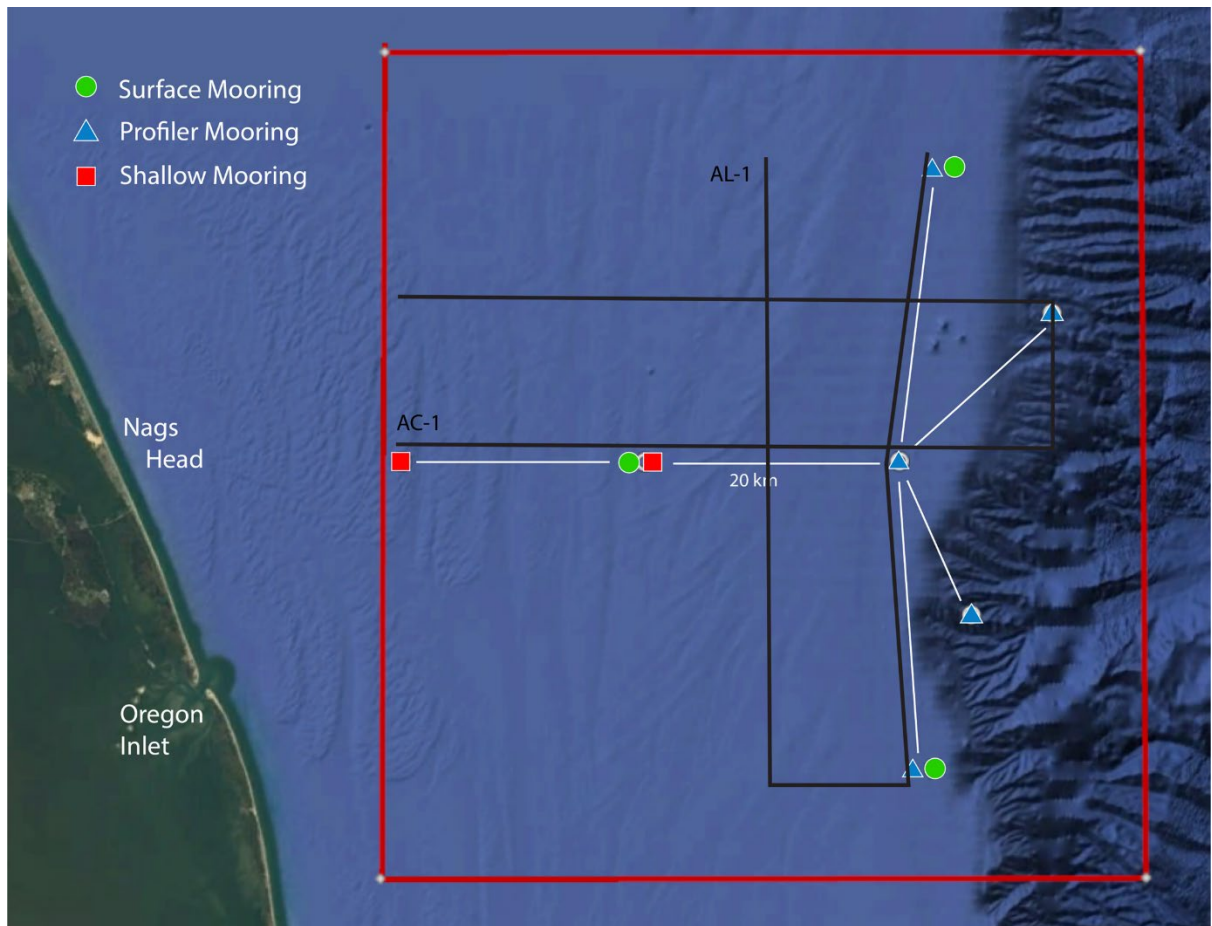 Surface Mooring
Profiler Mooring
Shallow Mooring
AL-1
AC-1
Nags
Head
20 km
Oregon
Inlet